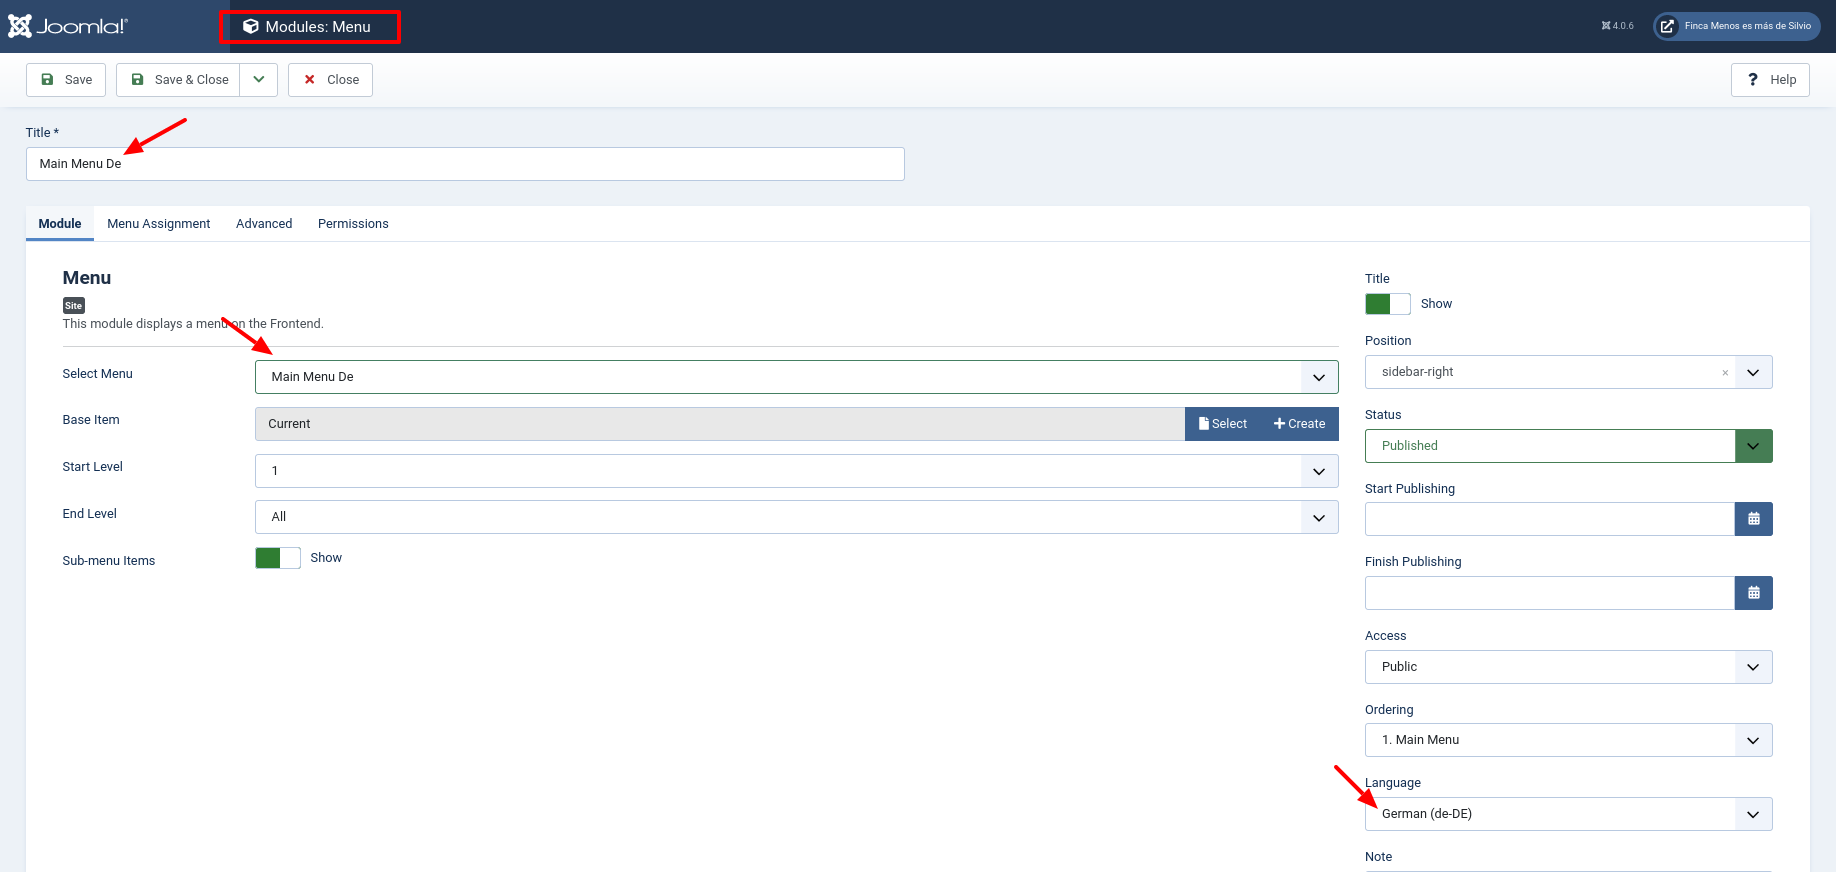 Joomla!®
Modules: Menu
4.0.6
Finca Menos es más de Silvio
Save
Save & Close
Close
? Help
Title *
Main Menu De
Module
Menu Assignment
Advanced
Permissions
Menu
Site
This module displays a menu on the Frontend.
Select Menu
Main Menu De
Base Item
Current
Select
Create
Start Level
1
End Level
All
Sub-menu Items
Show
Title
Show
Position
sidebar-right ×
Status
Published
Start Publishing
Finish Publishing
Access
Public
Ordering
1. Main Menu
Language
German (de-DE)
Note